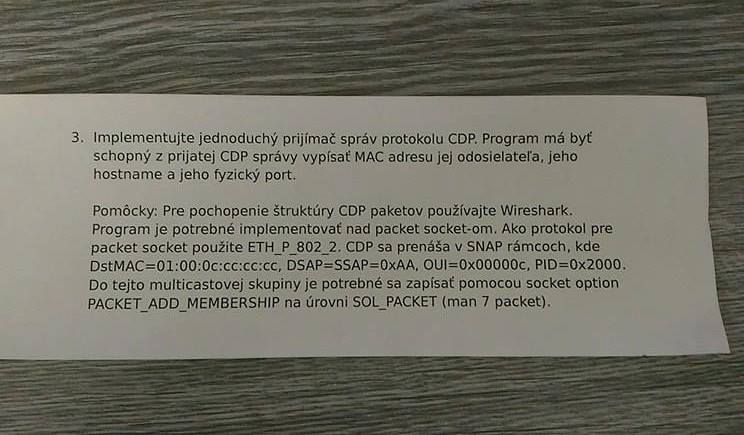 3. Implementujte jednoduchý prijímač správ protokolu CDP. Program má byť
schopný z prijatej CDP správy vypísať MAC adresu jej odosielateľa, jeho
hostname a jeho fyzický port.
Pomôcky: Pre pochopenie štruktúry CDP paketov používajte Wireshark.
Program je potrebné implementovať nad packet socket-om. Ako protokol pre
packet socket použite ETH_P_802_2. CDP sa prenáša v SNAP rámcoch, kde
DstMAC=01:00:0c:cc:cc:cc, DSAP=SSAP=0xAA, OUI=0x00000c, PID=0x2000.
Do tejto multicastovej skupiny je potrebné sa zapísať pomocou socket option
PACKET_ADD_MEMBERSHIP na úrovni SOL_PACKET (man 7 packet).